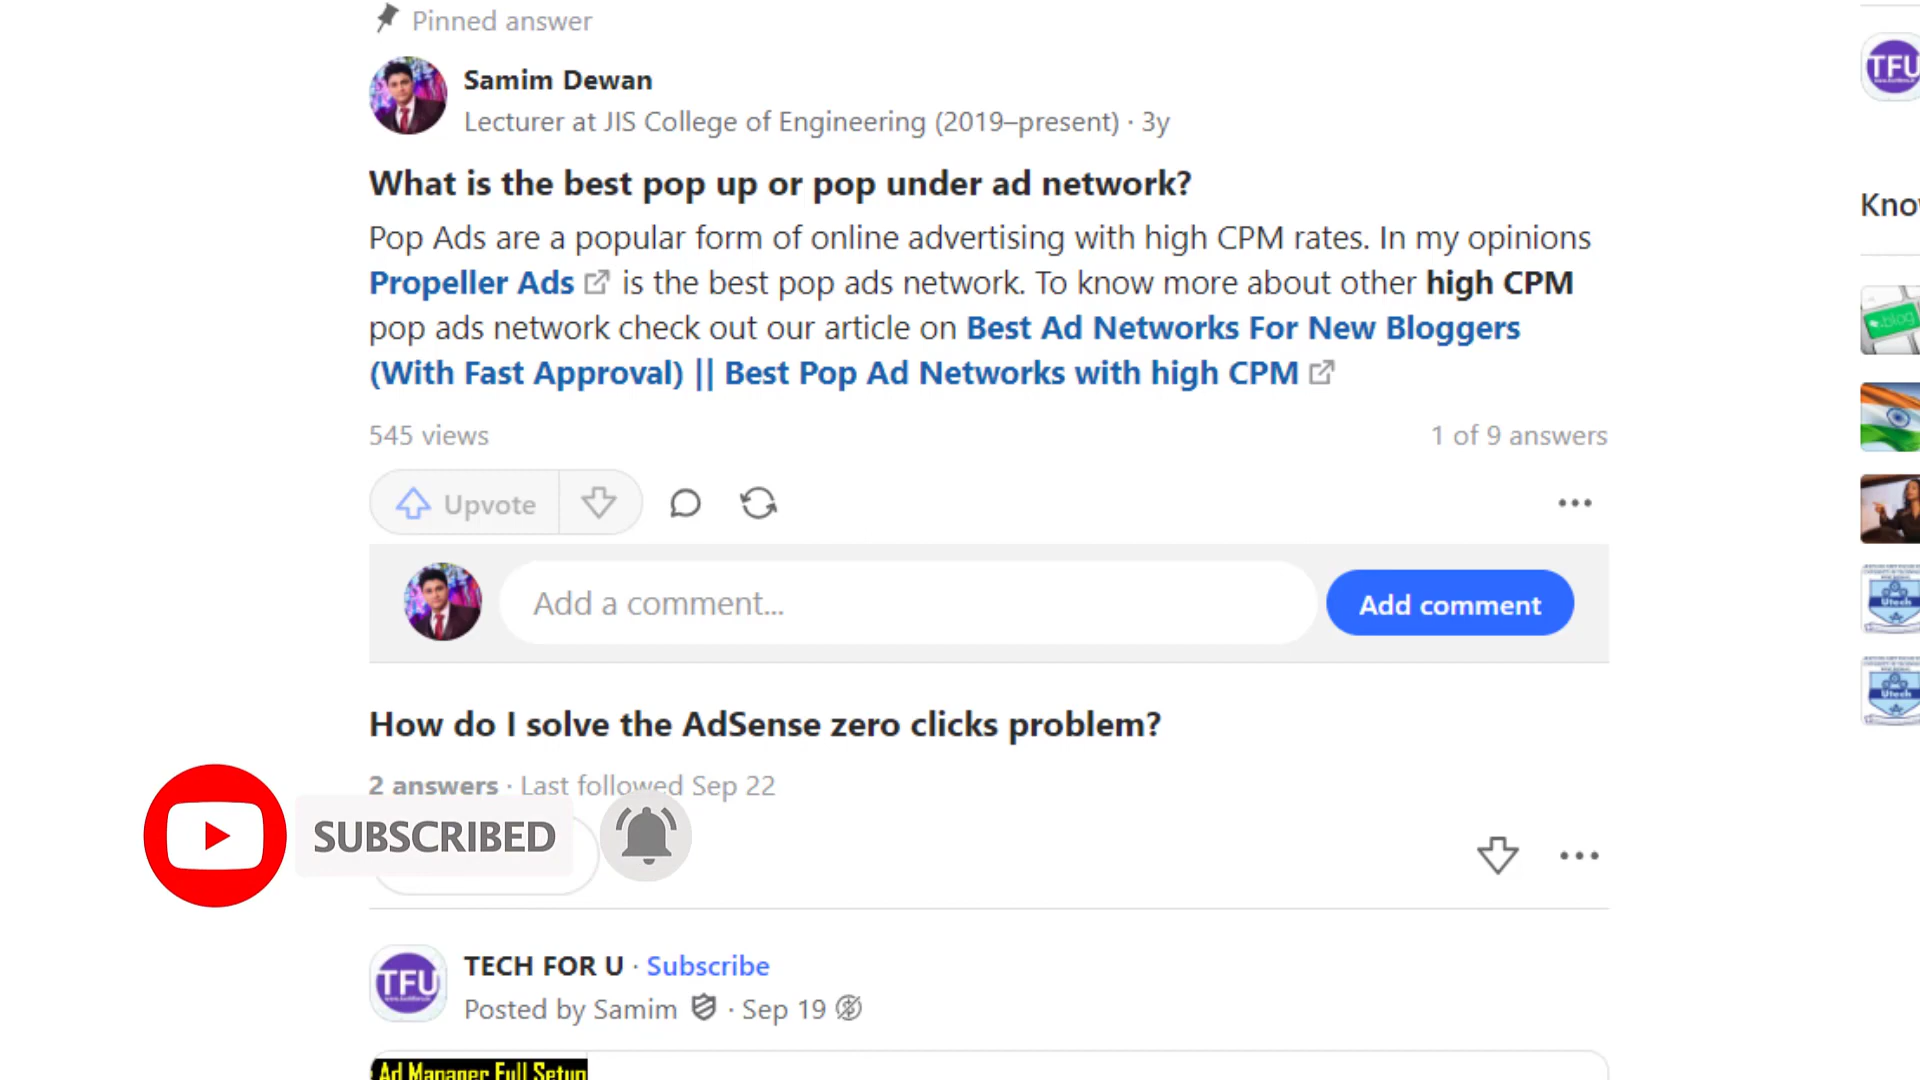 Pinned answer
Samim Dewan
Lecturer at JIS College of Engineering (2019–present) · 3y
What is the best pop up or pop under ad network?
Pop Ads are a popular form of online advertising with high CPM rates. In my opinions
Propeller Ads is the best pop ads network. To know more about other high CPM
pop ads network check out our article on Best Ad Networks For New Bloggers
(With Fast Approval) || Best Pop Ad Networks with high CPM
545 views
1 of 9 answers
Upvote
Add a comment...
Add comment
How do I solve the AdSense zero clicks problem?
2 answers · Last followed Sep 22
SUBSCRIBED
TFU
TECH FOR U · Subscribe
Posted by Samim · Sep 19
Ad Manager Full Setup
TFU
Kno
blog
Utech
Utech